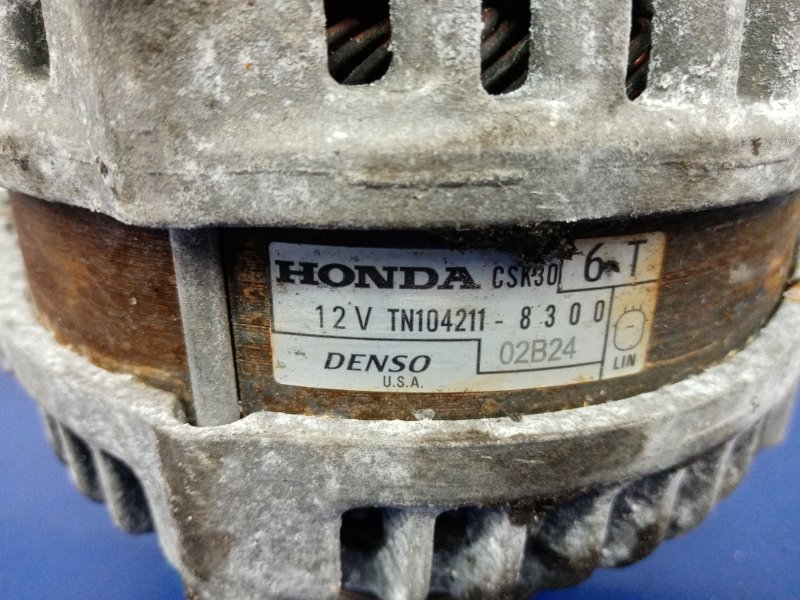 HONDA CSK30 6 T
12V TN104211-8300
DENSO 02B24
U.S.A. LIN